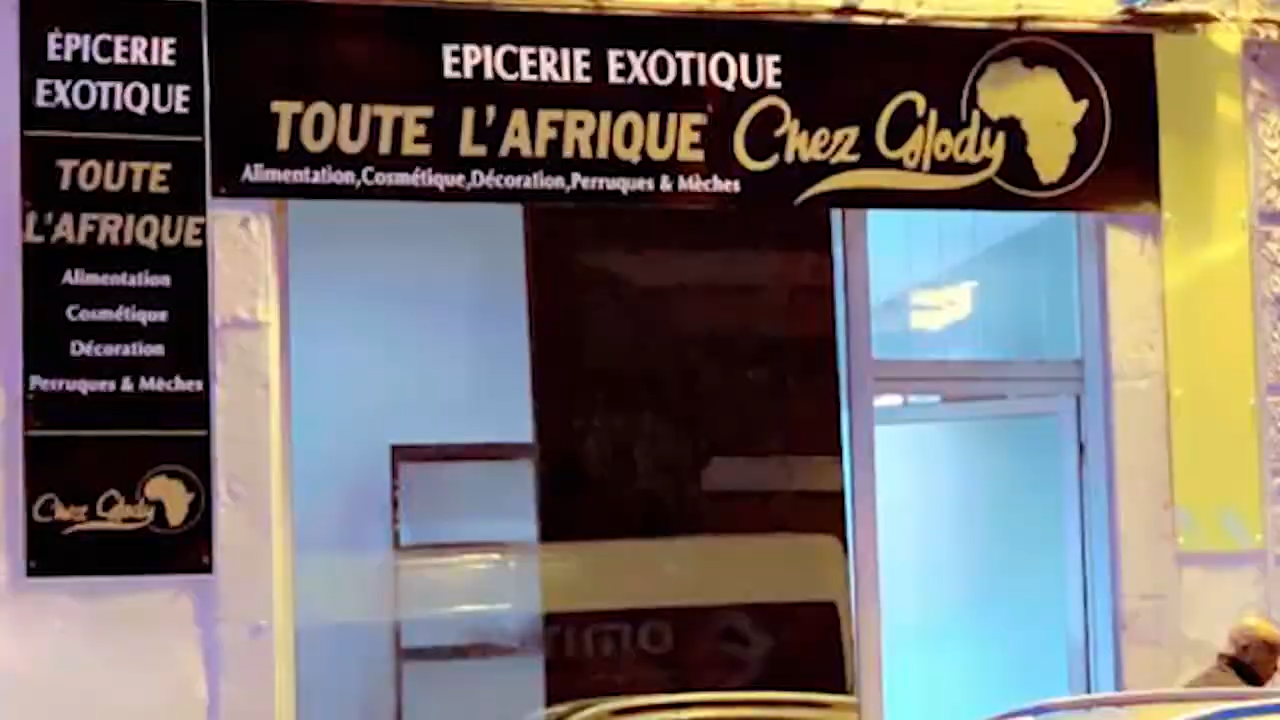 ÉPICERIE
EXOTIQUE
TOUTE
L'AFRIQUE
Alimentation
Cosmétique
Décoration
Perruques & Mèches
Chez Glody
EPICERIE EXOTIQUE
TOUTE L'AFRIQUE Chez Glody
Alimentation,Cosmétique,Décoration,Perruques & Mèches